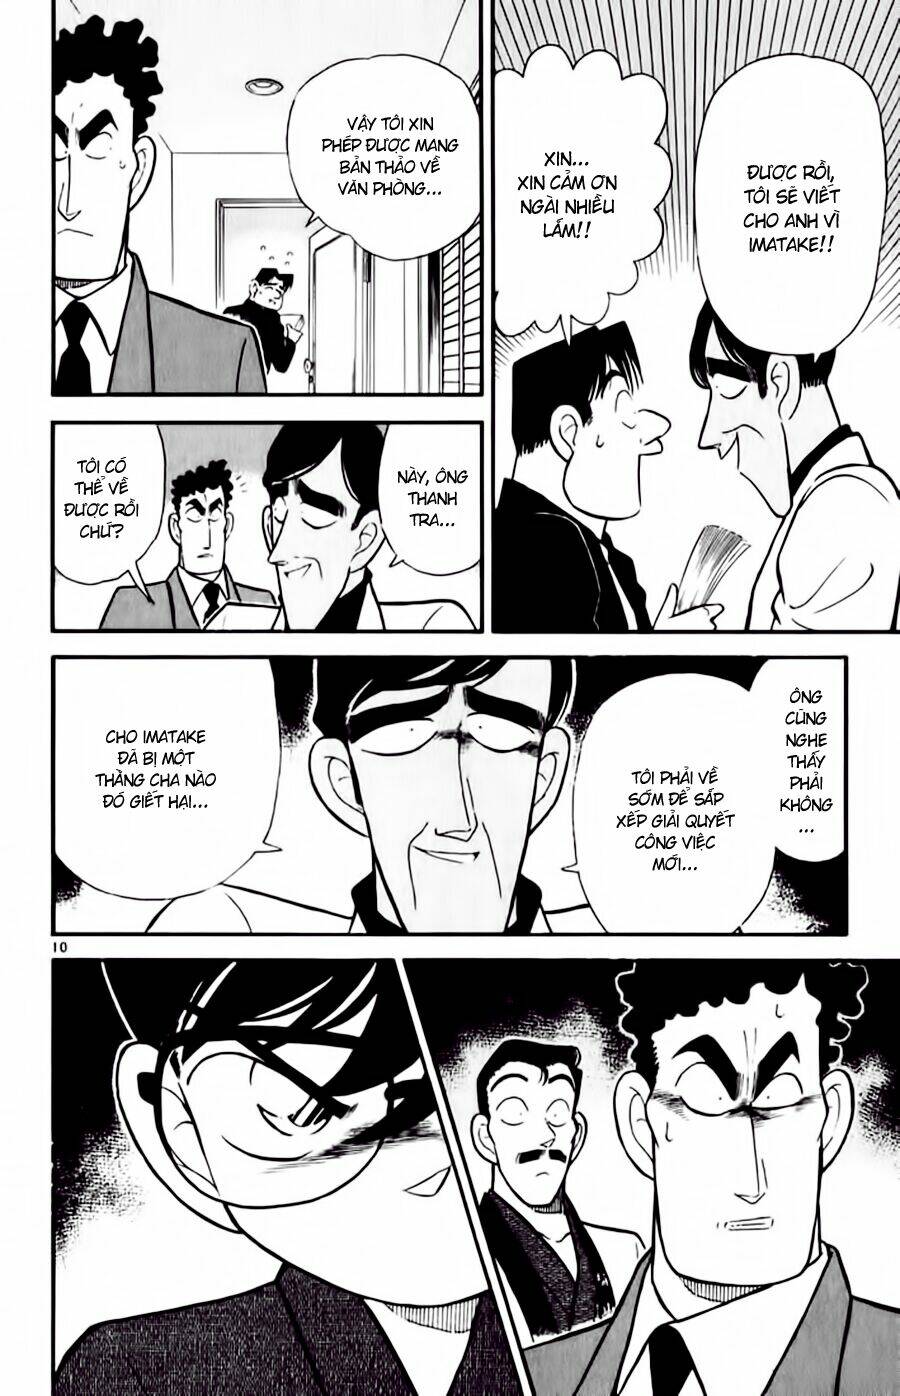 ĐƯỢC RỒI,
TÔI SẼ VIẾT
CHO ANH VÌ
IMATAKE!!
XIN...
XIN CẢM ƠN
NGÀI NHIỀU
LẮM!!
VẬY TÔI XIN
PHÉP ĐƯỢC MANG
BẢN THẢO VỀ
VĂN PHÒNG...
NÀY, ÔNG
THANH
TRA...
TÔI CÓ
THỂ VỀ
ĐƯỢC RỒI
CHỨ?
ÔNG
CŨNG
NGHE
THẤY
PHẢI
KHÔNG
...
TÔI PHẢI VỀ
SỚM ĐỂ SẮP
XẾP GIẢI QUYẾT
CÔNG VIỆC
MỚI...
CHO IMATAKE
ĐÃ BỊ MỘT
THẰNG CHA NÀO
ĐÓ GIẾT HẠI...
10